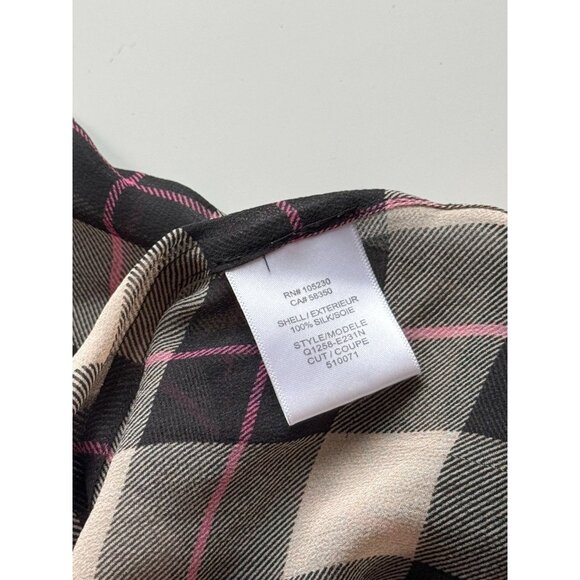 RN# 105230
CA# 58350
SHELL / EXTERIEUR
100% SILK/SOIE
STYLE/MODELE
Q1258-E231N
CUT / COUPE
510071